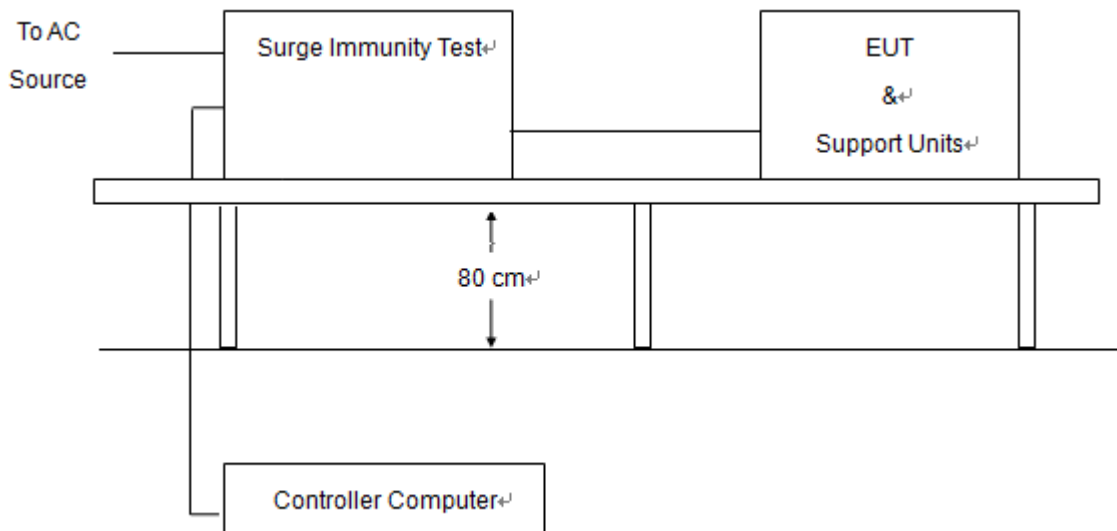 To AC
Source
Surge Immunity Test↵
EUT
&↵
Support Units↵
80 cm↵
Controller Computer↵